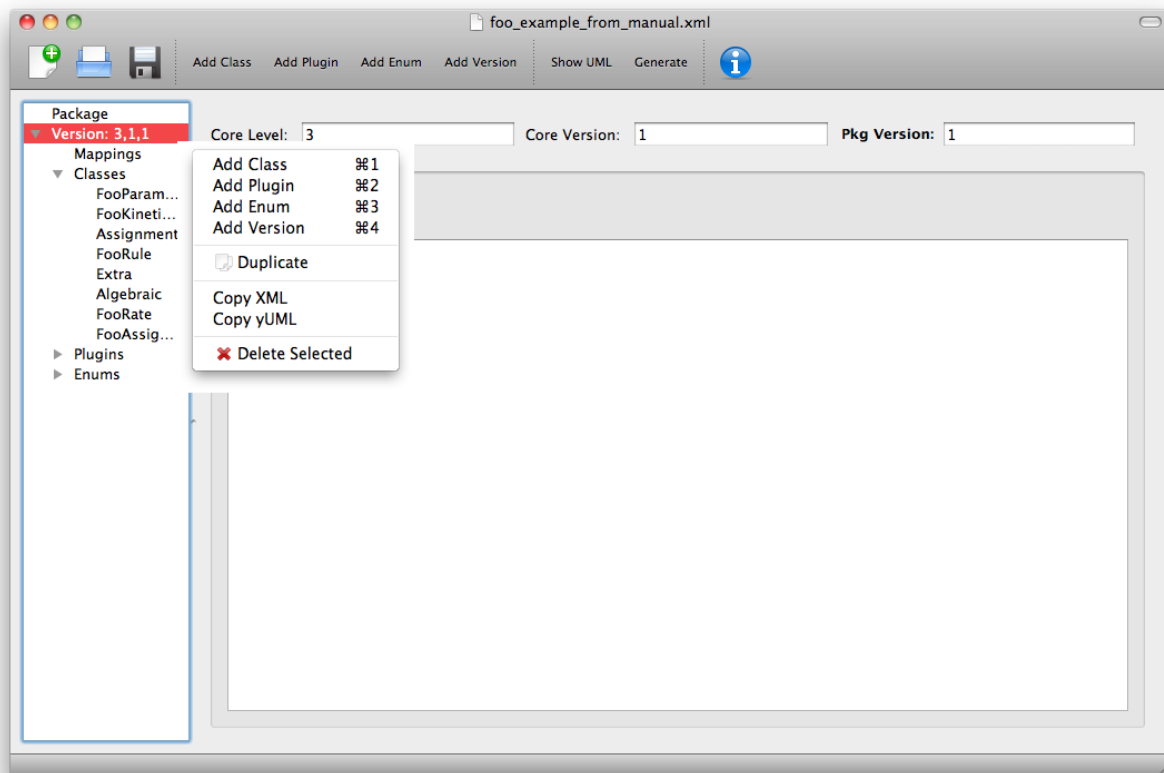 foo_example_from_manual.xml
Add Class Add Plugin Add Enum Add Version Show UML Generate
Package
Version: 3,1,1
Mappings
Classes
FooParam...
FooKineti...
Assignment
FooRule
Extra
Algebraic
FooRate
FooAssig...
Plugins
Enums
Core Level: 3 Core Version: 1 Pkg Version: 1
Add Class ⌘1
Add Plugin ⌘2
Add Enum ⌘3
Add Version ⌘4
Duplicate
Copy XML
Copy yUML
Delete Selected